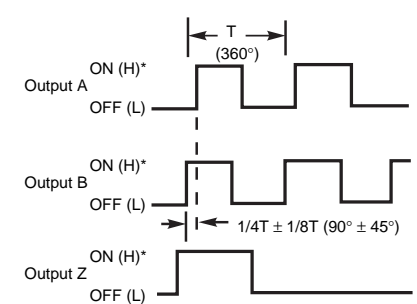 T
(360°)
ON (H)*
Output A
OFF (L)
ON (H)*
Output B
OFF (L)
1/4T ± 1/8T (90° ± 45°)
ON (H)*
Output Z
OFF (L)